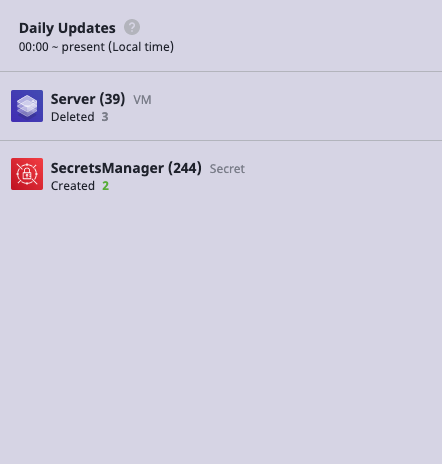 Daily Updates ?
00:00 ~ present (Local time)
Server (39) VM
Deleted 3
SecretsManager (244) Secret
Created 2